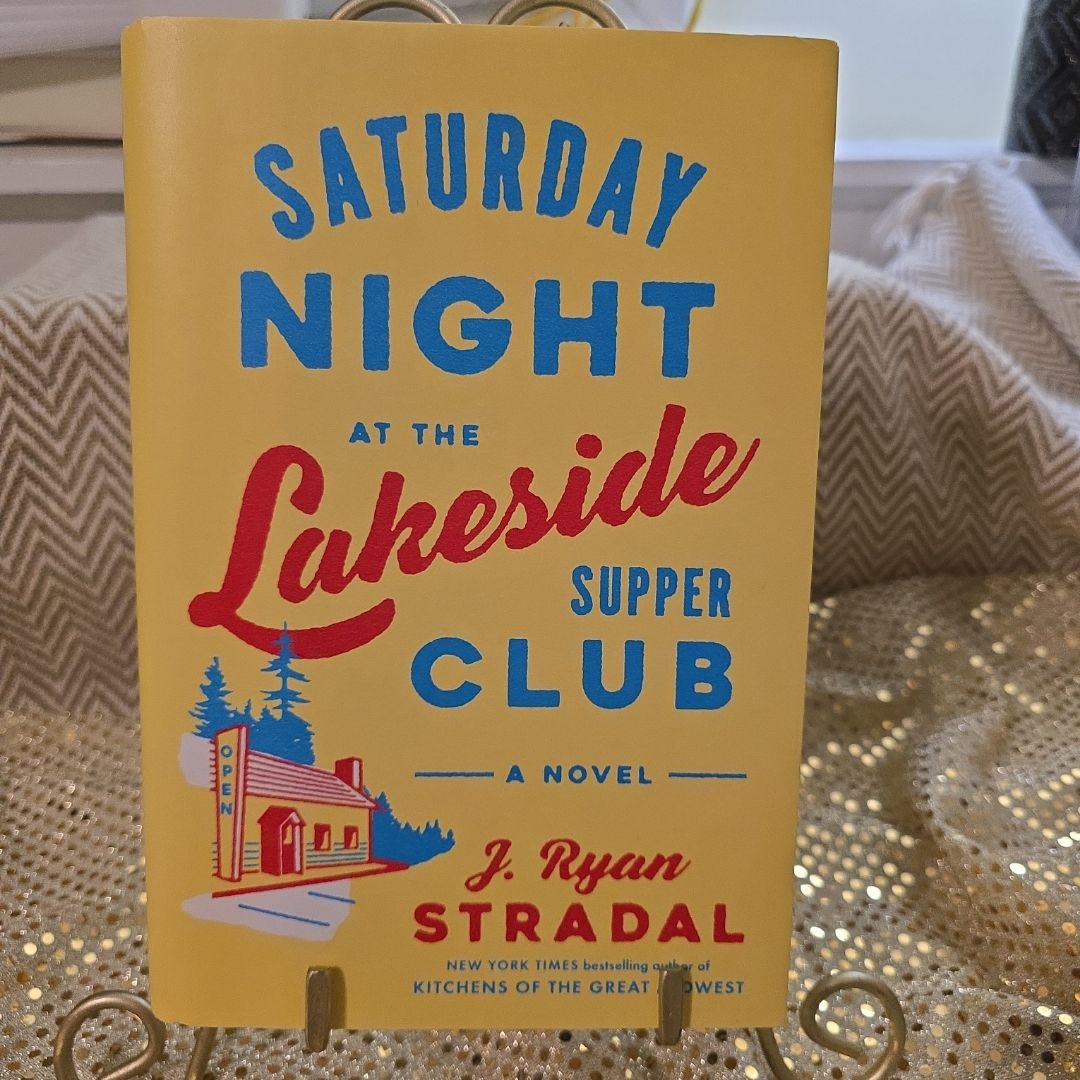 SATURDAY
NIGHT
AT THE
Lakeside
SUPPER
CLUB
A NOVEL
OPEN
J. Ryan
STRADAL
NEW YORK TIMES bestselling author of
KITCHENS OF THE GREAT